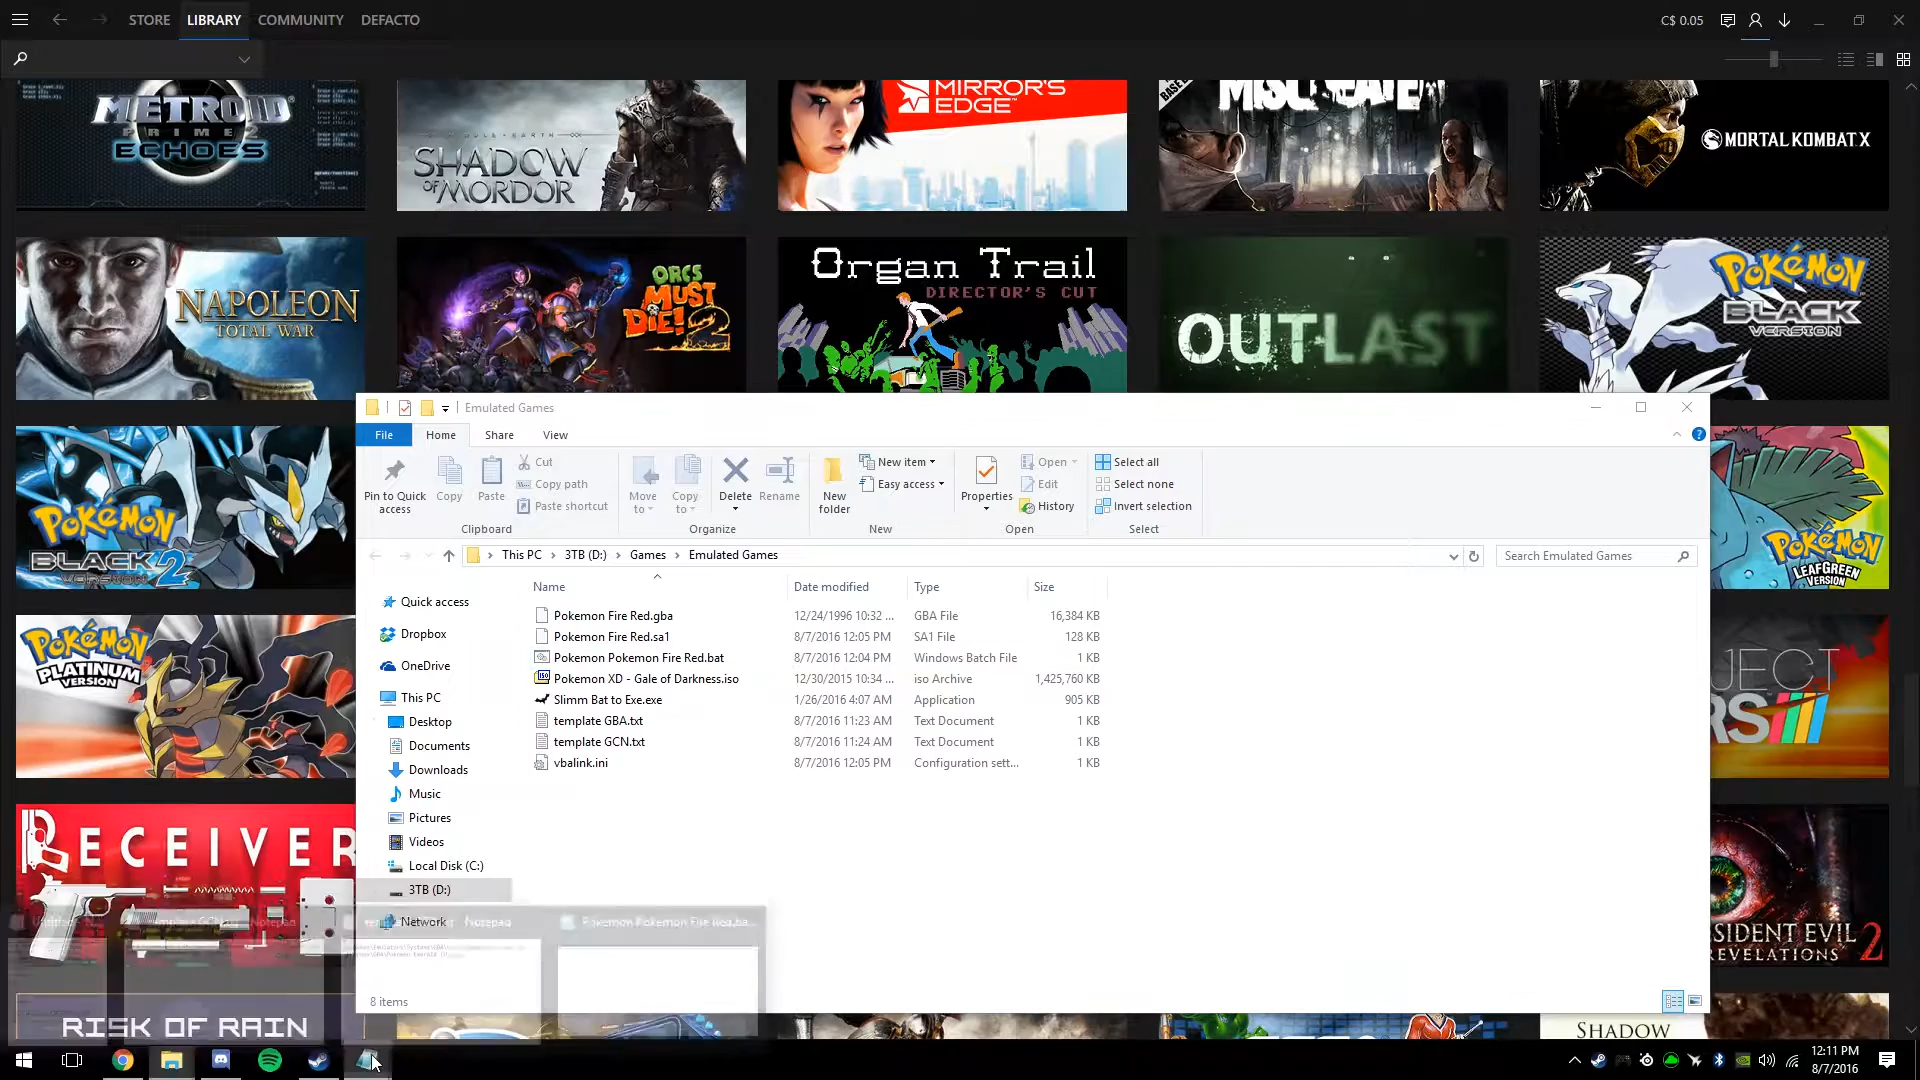 STORE LIBRARY COMMUNITY DEFACTO C$ 0.05
METROID PRIME 2 ECHOES
SHADOW OF MORDOR
MIRROR'S EDGE™
BASE
MORTAL KOMBAT X
NAPOLEON TOTAL WAR
ORCS MUST DIE! 2
Organ Trail
DIRECTOR'S CUT
OUTLAST
POKéMON BLACK VERSION
POKéMON BLACK VERSION 2
POKéMON LEAFGREEN VERSION
POKéMON PLATINUM VERSION
RECEIVER
RISK OF RAIN
SHADOW
Emulated Games
File Home Share View
Pin to Quick access Copy Paste Cut Copy path Paste shortcut
Move to Copy to Delete Rename
New folder New item Easy access
Properties Open Edit History
Select all Select none Invert selection
Clipboard Organize New Open Select
This PC 3TB (D:) Games Emulated Games Search Emulated Games
Name Date modified Type Size
Pokemon Fire Red.gba 12/24/1996 10:32 ... GBA File 16,384 KB
Pokemon Fire Red.sa1 8/7/2016 12:05 PM SA1 File 128 KB
Pokemon Pokemon Fire Red.bat 8/7/2016 12:04 PM Windows Batch File 1 KB
Pokemon XD - Gale of Darkness.iso 12/30/2015 10:34 ... iso Archive 1,425,760 KB
Slimm Bat to Exe.exe 1/26/2016 4:07 AM Application 905 KB
template GBA.txt 8/7/2016 11:23 AM Text Document 1 KB
template GCN.txt 8/7/2016 11:24 AM Text Document 1 KB
vbalink.ini 8/7/2016 12:05 PM Configuration sett... 1 KB
Quick access
Dropbox
OneDrive
This PC
Desktop
Documents
Downloads
Music
Pictures
Videos
Local Disk (C:)
3TB (D:)
Network
Notepad
Pokemon Pokemon Fire Red.ba...
8 items
SIDENT EVIL 2
REVELATIONS
12:11 PM
8/7/2016